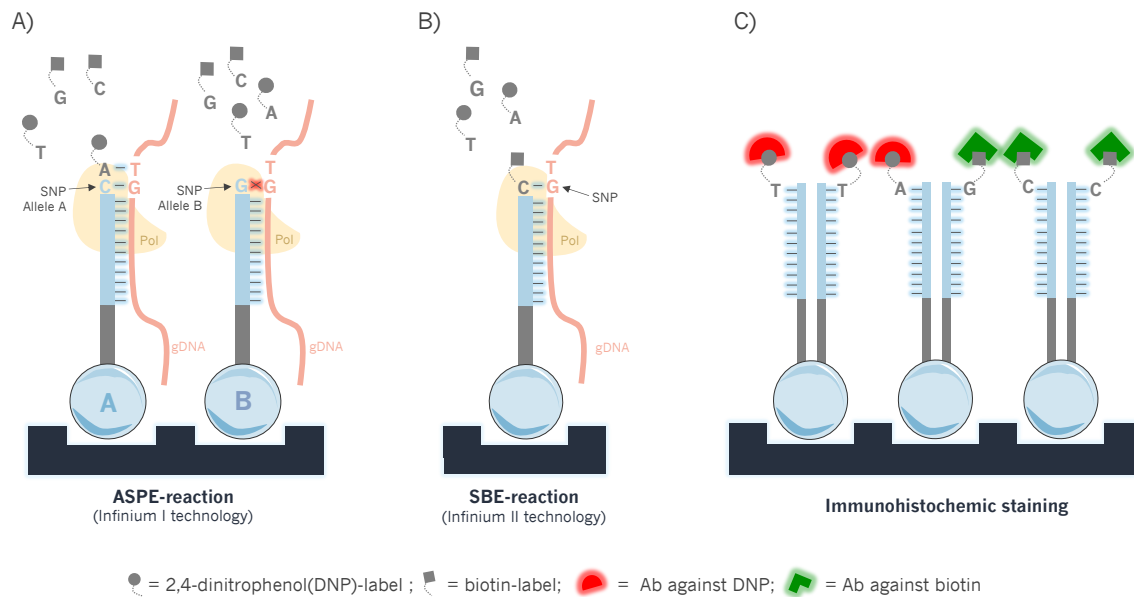 A)
B)
C)
G
C
T
A
T
C
G
SNP
Allele A
Pol
gDNA
A
G
C
A
T
T
G
G
SNP
Allele B
Pol
gDNA
B
ASPE-reaction
(Infinium I technology)
G
A
T
T
C
G
SNP
Pol
gDNA
SBE-reaction
(Infinium II technology)
T
T
A
G
C
C
Immunohistochemic staining
= 2,4-dinitrophenol(DNP)-label ; = biotin-label; = Ab against DNP; = Ab against biotin